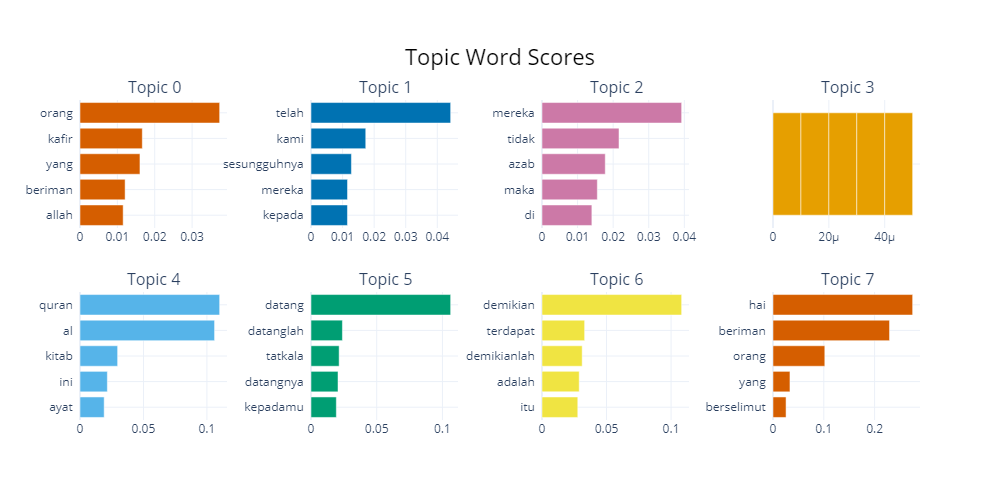 Topic Word Scores
Topic 0
orang
kafir
yang
beriman
allah
0 0.01 0.02 0.03
Topic 1
telah
kami
sesungguhnya
mereka
kepada
0 0.01 0.02 0.03 0.04
Topic 2
mereka
tidak
azab
maka
di
0 0.01 0.02 0.03 0.04
Topic 3
0 20μ 40μ
Topic 4
quran
al
kitab
ini
ayat
0 0.05 0.1
Topic 5
datang
datanglah
tatkala
datangnya
kepadamu
0 0.05 0.1
Topic 6
demikian
terdapat
demikianlah
adalah
itu
0 0.05 0.1
Topic 7
hai
beriman
orang
yang
berselimut
0 0.1 0.2